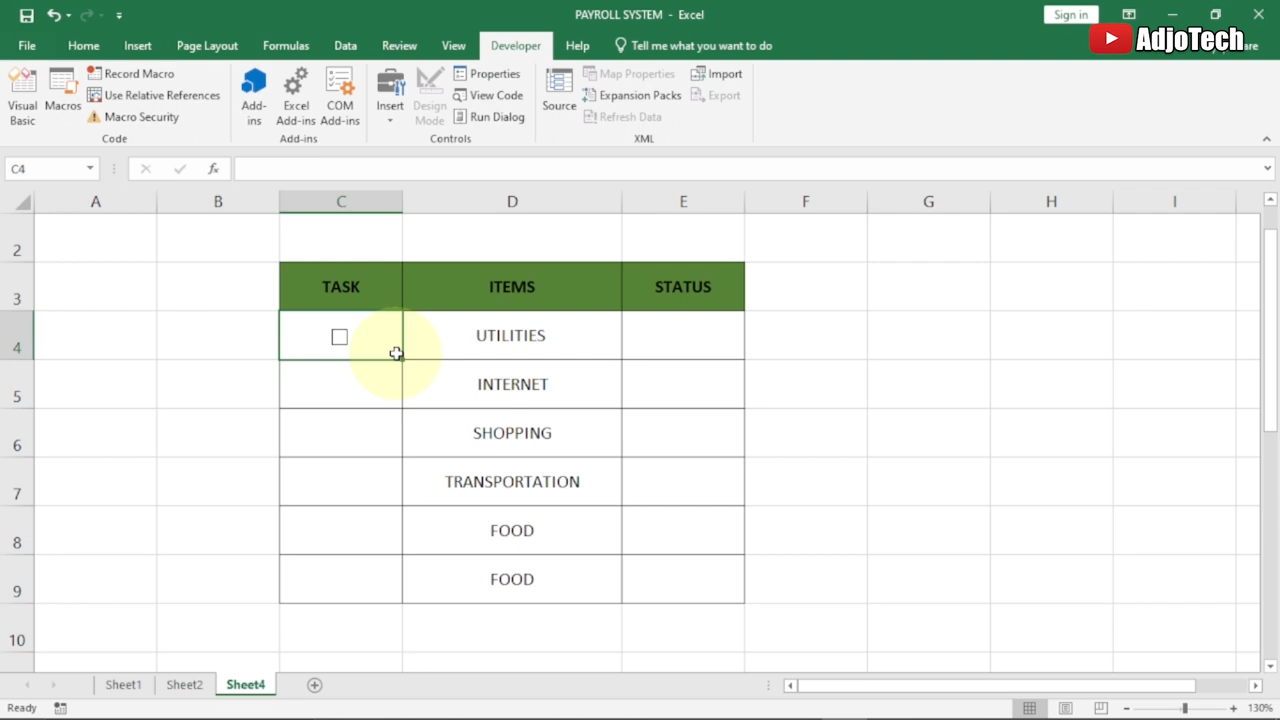 PAYROLL SYSTEM - Excel
Sign in
AdjoTech
File Home Insert Page Layout Formulas Data Review View Developer Help Tell me what you want to do
Visual Basic
Macros
Record Macro
Use Relative References
Macro Security
Code
Add-ins
Excel Add-ins
COM Add-ins
Add-ins
Insert
Design Mode
Properties
View Code
Run Dialog
Controls
Source
Map Properties
Expansion Packs
Refresh Data
Import
Export
XML
C4
fx
A B C D E F G H I
2
3 TASK ITEMS STATUS
4 UTILITIES
5 INTERNET
6 SHOPPING
7 TRANSPORTATION
8 FOOD
9 FOOD
10
Sheet1 Sheet2 Sheet4
Ready
130%